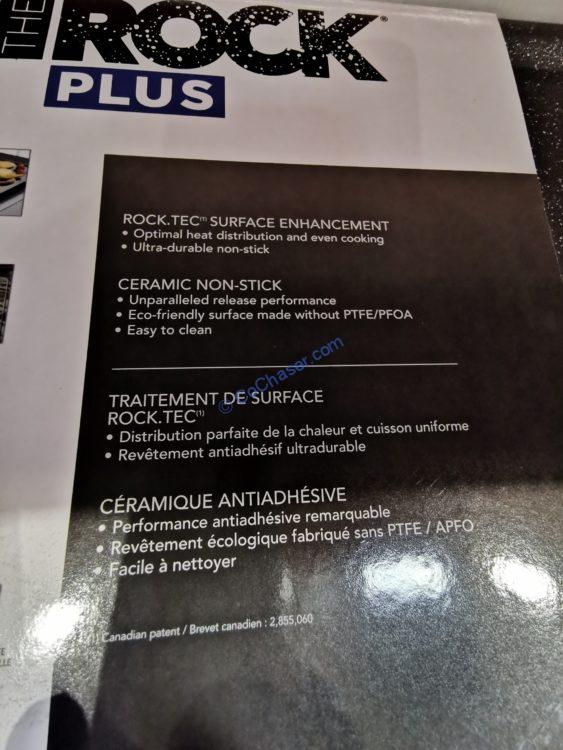 THE
ROCK®
PLUS
ROCK.TEC(1) SURFACE ENHANCEMENT
• Optimal heat distribution and even cooking
• Ultra-durable non-stick
CERAMIC NON-STICK
• Unparalleled release performance
• Eco-friendly surface made without PTFE/PFOA
• Easy to clean
© CoChaser.com
TRAITEMENT DE SURFACE
ROCK.TEC(1)
• Distribution parfaite de la chaleur et cuisson uniforme
• Revêtement antiadhésif ultradurable
CÉRAMIQUE ANTIADHÉSIVE
• Performance antiadhésive remarquable
• Revêtement écologique fabriqué sans PTFE / APFO
• Facile à nettoyer
(1) Canadian patent / Brevet canadien : 2,855,060